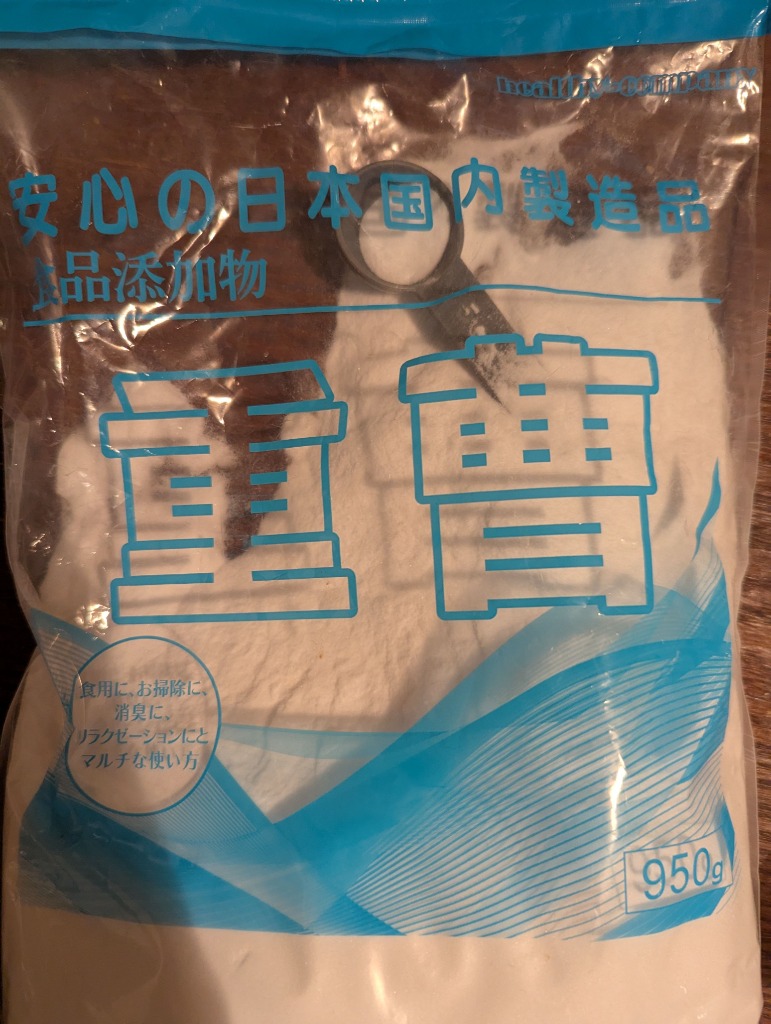 healthy-company
安心の日本国内製造品
食品添加物
重曹
食用に、お掃除に、
消臭に、
リラクゼーションにと
マルチな使い方
950g